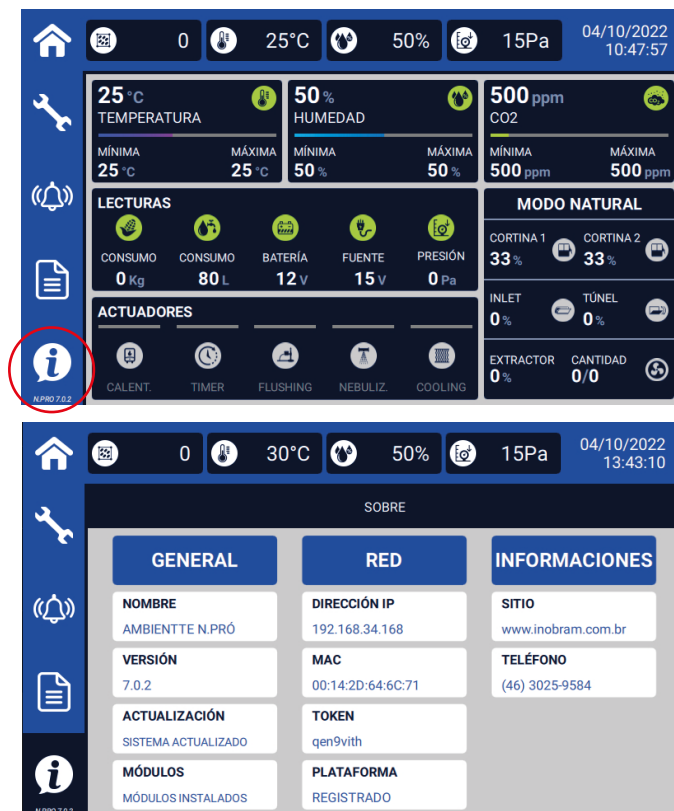 0 25°C 50% 15Pa 04/10/2022
10:47:57
25 °C 50 % 500 ppm
TEMPERATURA HUMEDAD CO2
MÍNIMA MÁXIMA MÍNIMA MÁXIMA MÍNIMA MÁXIMA
25 °C 25 °C 50 % 50 % 500 ppm 500 ppm
LECTURAS MODO NATURAL
CORTINA 1 CORTINA 2
CONSUMO CONSUMO BATERÍA FUENTE PRESIÓN 33 % 33 %
0 Kg 80 L 12 V 15 V 0 Pa
ACTUADORES INLET TÚNEL
0 % 0 %
EXTRACTOR CANTIDAD
CALENT. TIMER FLUSHING NEBULIZ. COOLING 0 % 0/0
N.PRO 7.0.2
0 30°C 50% 15Pa 04/10/2022
13:43:10
SOBRE
GENERAL RED INFORMACIONES
NOMBRE DIRECCIÓN IP SITIO
AMBIENTTE N.PRÓ 192.168.34.168 www.inobram.com.br
VERSIÓN MAC TELÉFONO
7.0.2 00:14:2D:64:6C:71 (46) 3025-9584
ACTUALIZACIÓN TOKEN
SISTEMA ACTUALIZADO qen9vith
MÓDULOS PLATAFORMA
MÓDULOS INSTALADOS REGISTRADO